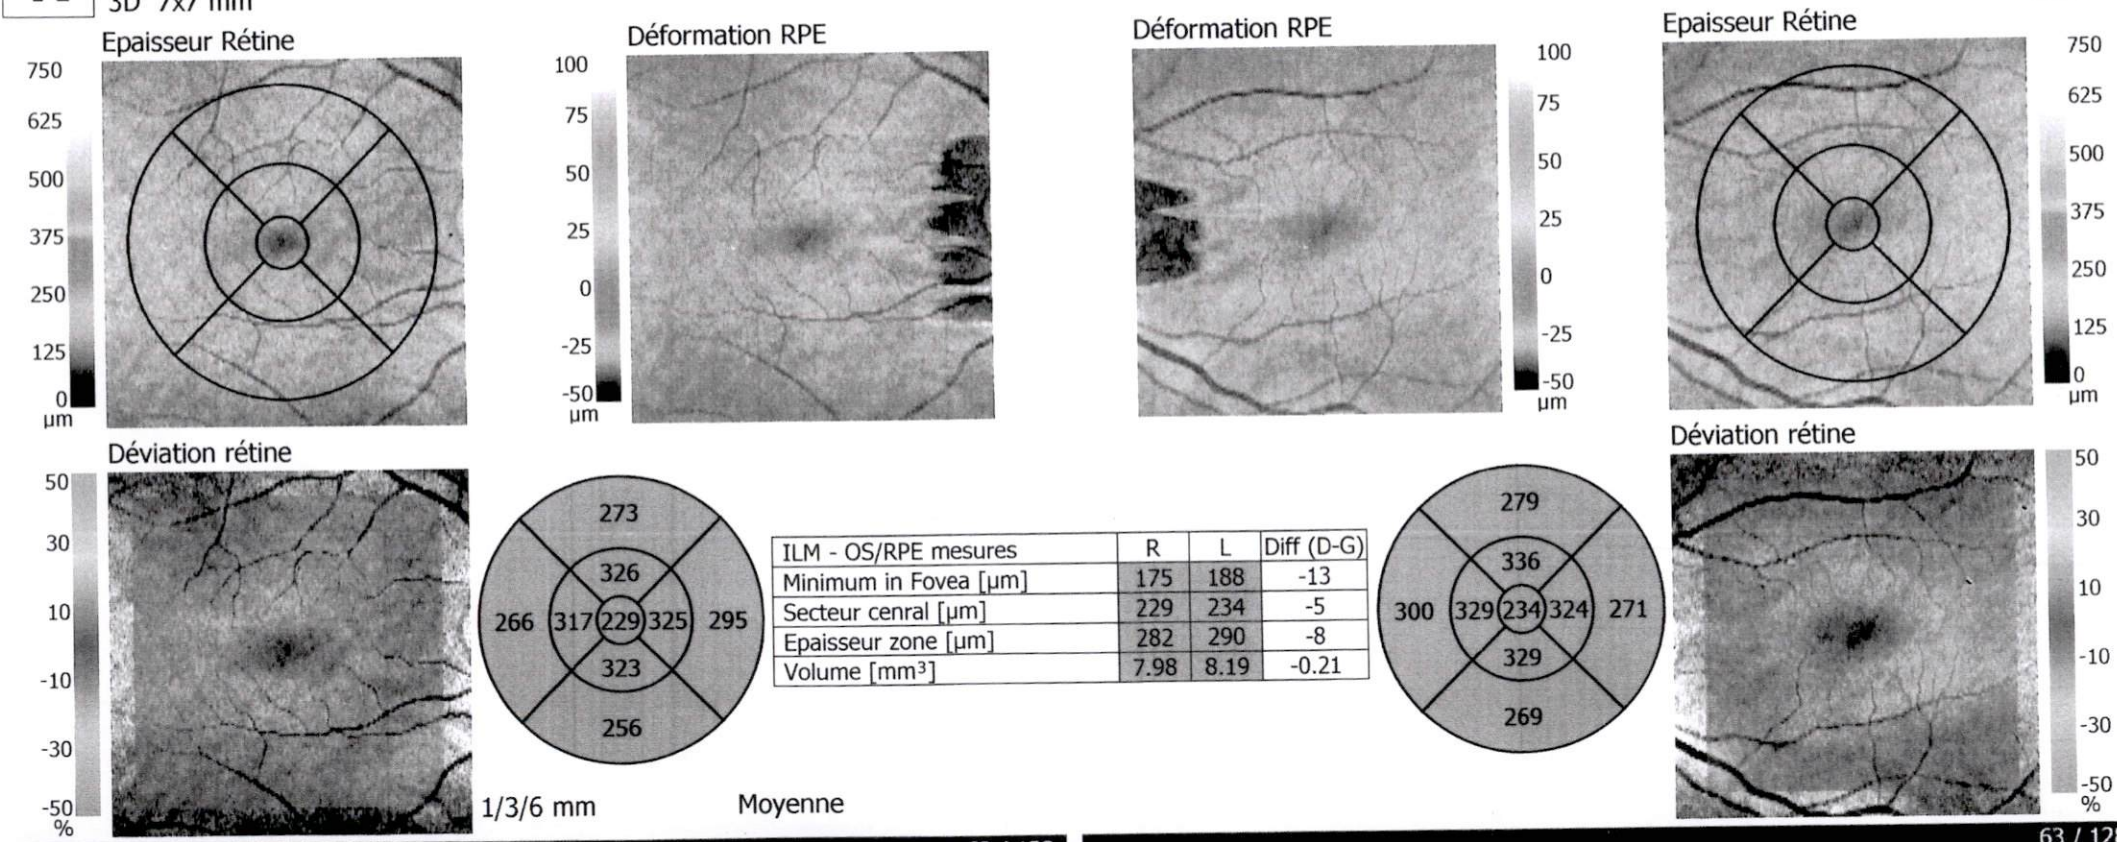 3D 7x7 mm
Epaisseur Rétine
Déformation RPE
Déformation RPE
Epaisseur Rétine
750
625
500
375
250
125
0
µm
100
75
50
25
0
-25
-50
µm
100
75
50
25
0
-25
-50
µm
750
625
500
375
250
125
0
µm
Déviation rétine
Déviation rétine
50
30
10
-10
-30
-50
%
273
326
266 317 229 325 295
323
256
ILM - OS/RPE mesures R L Diff (D-G)
Minimum in Fovea [µm] 175 188 -13
Secteur cenral [µm] 229 234 -5
Epaisseur zone [µm] 282 290 -8
Volume [mm³] 7.98 8.19 -0.21
279
336
300 329 234 324 271
329
269
50
30
10
-10
-30
-50
%
1/3/6 mm Moyenne
63 / 128